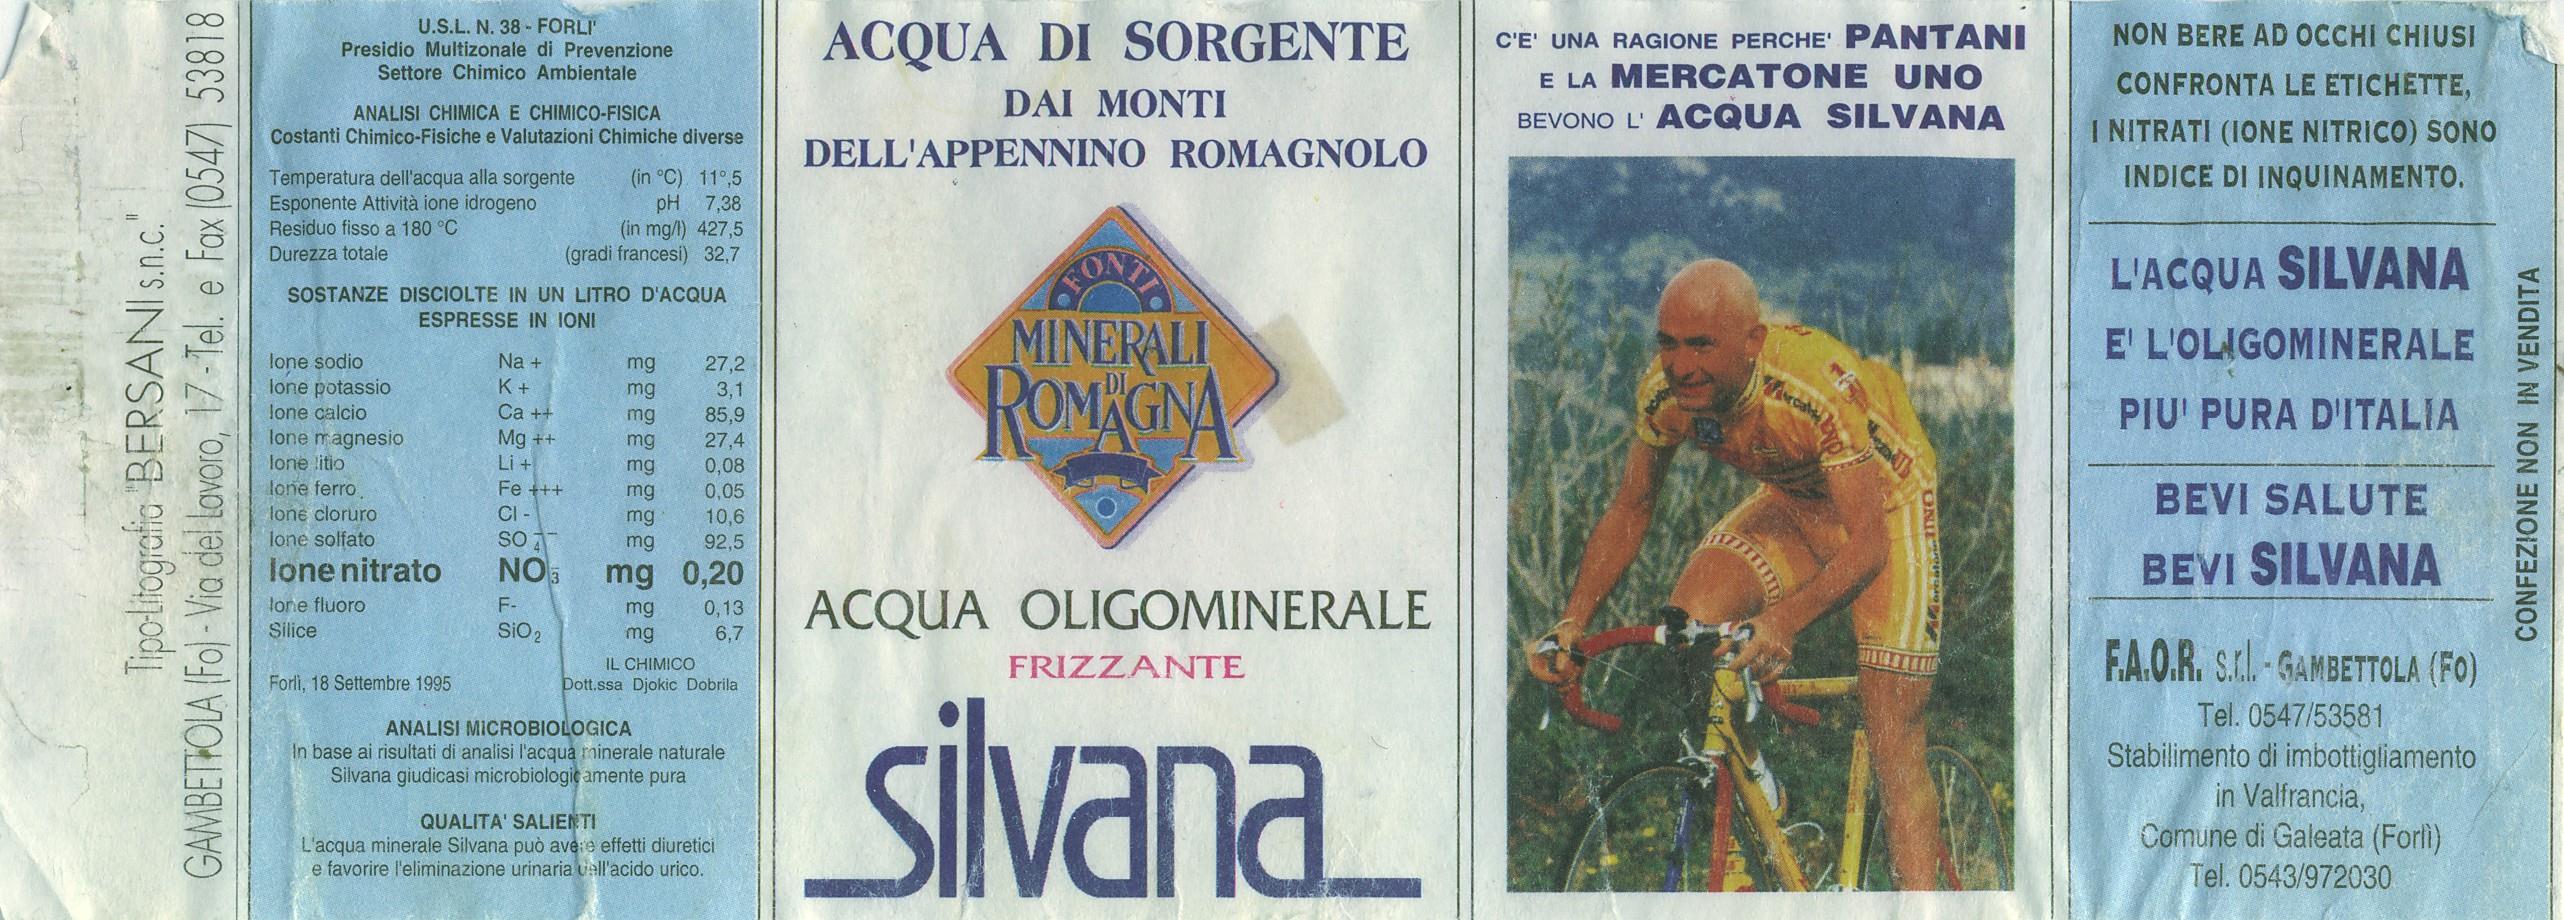 Tipo-Litografia "BERSANI s.n.c."
GAMBETTOLA (Fo) - Via del Lavoro, 17 - Tel. e Fax (0547) 53818
U.S.L. N. 38 - FORLI'
Presidio Multizonale di Prevenzione
Settore Chimico Ambientale
ANALISI CHIMICA E CHIMICO-FISICA
Costanti Chimico-Fisiche e Valutazioni Chimiche diverse
Temperatura dell'acqua alla sorgente (in °C) 11°,5
Esponente Attività ione idrogeno pH 7,38
Residuo fisso a 180 °C (in mg/l) 427,5
Durezza totale (gradi francesi) 32,7
SOSTANZE DISCIOLTE IN UN LITRO D'ACQUA
ESPRESSE IN IONI
Ione sodio Na + mg 27,2
Ione potassio K + mg 3,1
Ione calcio Ca ++ mg 85,9
Ione magnesio Mg ++ mg 27,4
Ione litio Li + mg 0,08
Ione ferro Fe +++ mg 0,05
Ione cloruro Cl - mg 10,6
Ione solfato SO4-- mg 92,5
Ione nitrato NO3- mg 0,20
Ione fluoro F- mg 0,13
Silice SiO2 mg 6,7
IL CHIMICO
Forlì, 18 Settembre 1995 Dott.ssa Djokic Dobrila
ANALISI MICROBIOLOGICA
In base ai risultati di analisi l'acqua minerale naturale
Silvana giudicasi microbiologicamente pura
QUALITA' SALIENTI
L'acqua minerale Silvana può avere effetti diuretici
e favorire l'eliminazione urinaria dell'acido urico.
ACQUA DI SORGENTE
DAI MONTI
DELL'APPENNINO ROMAGNOLO
FONTI
MINERALI
DI
ROMAGNA
ACQUA OLIGOMINERALE
FRIZZANTE
silvana
C'E' UNA RAGIONE PERCHE' PANTANI
E LA MERCATONE UNO
BEVONO L' ACQUA SILVANA
Mercatone
NON BERE AD OCCHI CHIUSI
CONFRONTA LE ETICHETTE,
I NITRATI (IONE NITRICO) SONO
INDICE DI INQUINAMENTO.
L'ACQUA SILVANA
E' L'OLIGOMINERALE
PIU' PURA D'ITALIA
BEVI SALUTE
BEVI SILVANA
F.A.O.R. s.r.l. - GAMBETTOLA (FO)
Tel. 0547/53581
Stabilimento di imbottigliamento
in Valfrancia,
Comune di Galeata (Forlì)
Tel. 0543/972030
CONFEZIONE NON IN VENDITA